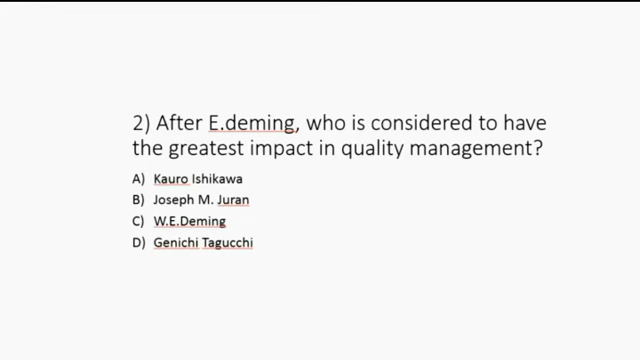 2) After E.deming, who is considered to have
the greatest impact in quality management?
A) Kauro Ishikawa
B) Joseph M. Juran
C) W.E.Deming
D) Genichi Tagucchi